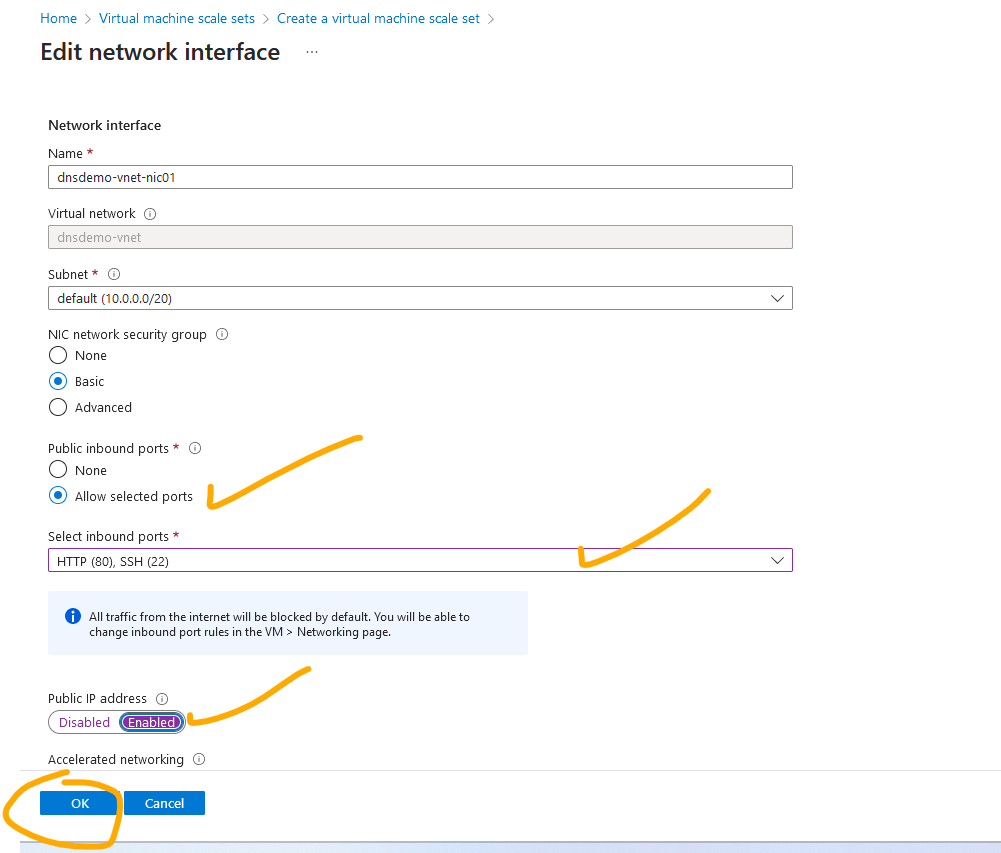 Home > Virtual machine scale sets > Create a virtual machine scale set >
Edit network interface ...
Network interface
Name *
dnsdemo-vnet-nic01
Virtual network
dnsdemo-vnet
Subnet *
default (10.0.0.0/20)
NIC network security group
None
Basic
Advanced
Public inbound ports *
None
Allow selected ports
Select inbound ports *
HTTP (80), SSH (22)
All traffic from the internet will be blocked by default. You will be able to
change inbound port rules in the VM > Networking page.
Public IP address
Disabled Enabled
Accelerated networking
OK Cancel